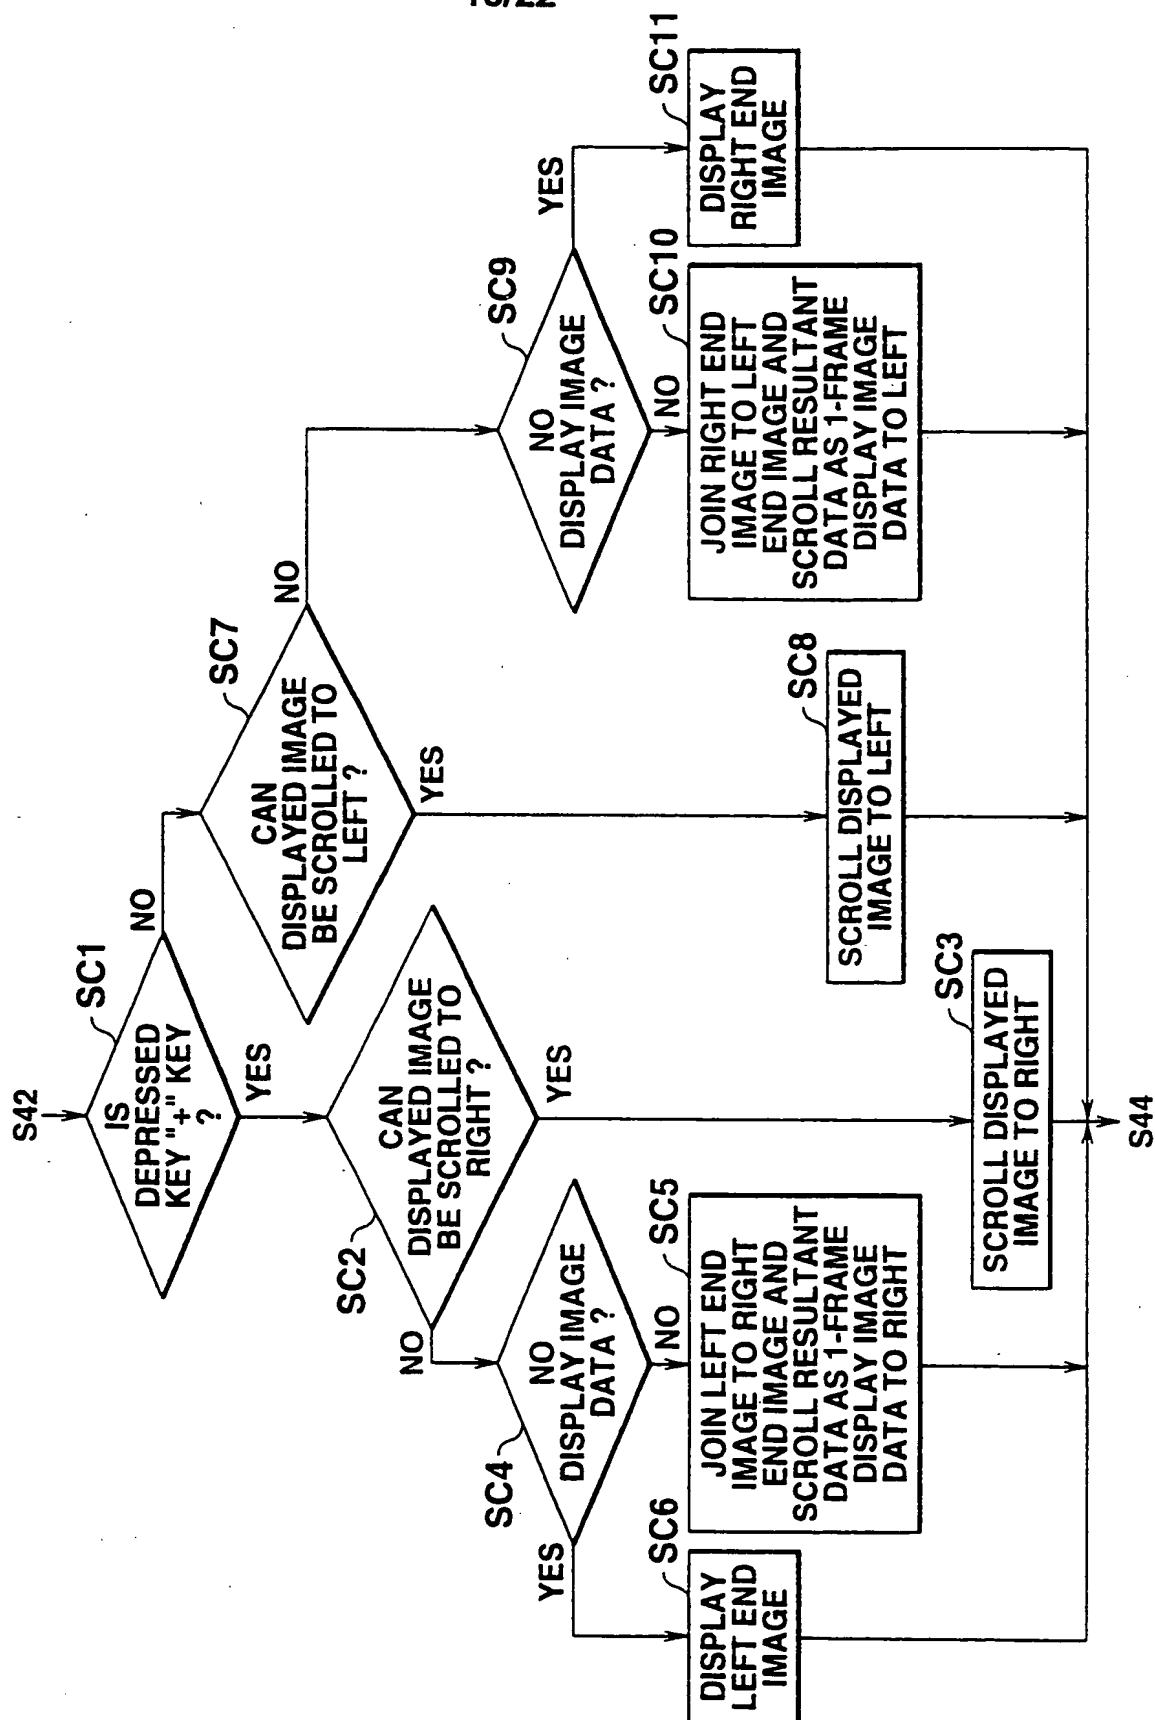 S42
SC1
IS
DEPRESSED
KEY "+" KEY
?
YES
NO
SC2
CAN
DISPLAYED IMAGE
BE SCROLLED TO
RIGHT ?
YES
NO
SC7
CAN
DISPLAYED IMAGE
BE SCROLLED TO
LEFT ?
YES
NO
SC4
NO
DISPLAY IMAGE
DATA ?
YES
NO
SC9
NO
DISPLAY IMAGE
DATA ?
NO
YES
SC6
DISPLAY
LEFT END
IMAGE
SC5
JOIN LEFT END
IMAGE TO RIGHT
END IMAGE AND
SCROLL RESULTANT
DATA AS 1-FRAME
DISPLAY IMAGE
DATA TO RIGHT
SC3
SCROLL DISPLAYED
IMAGE TO RIGHT
SC8
SCROLL DISPLAYED
IMAGE TO LEFT
SC10
JOIN RIGHT END
IMAGE TO LEFT
END IMAGE AND
SCROLL RESULTANT
DATA AS 1-FRAME
DISPLAY IMAGE
DATA TO LEFT
SC11
DISPLAY
RIGHT END
IMAGE
S44